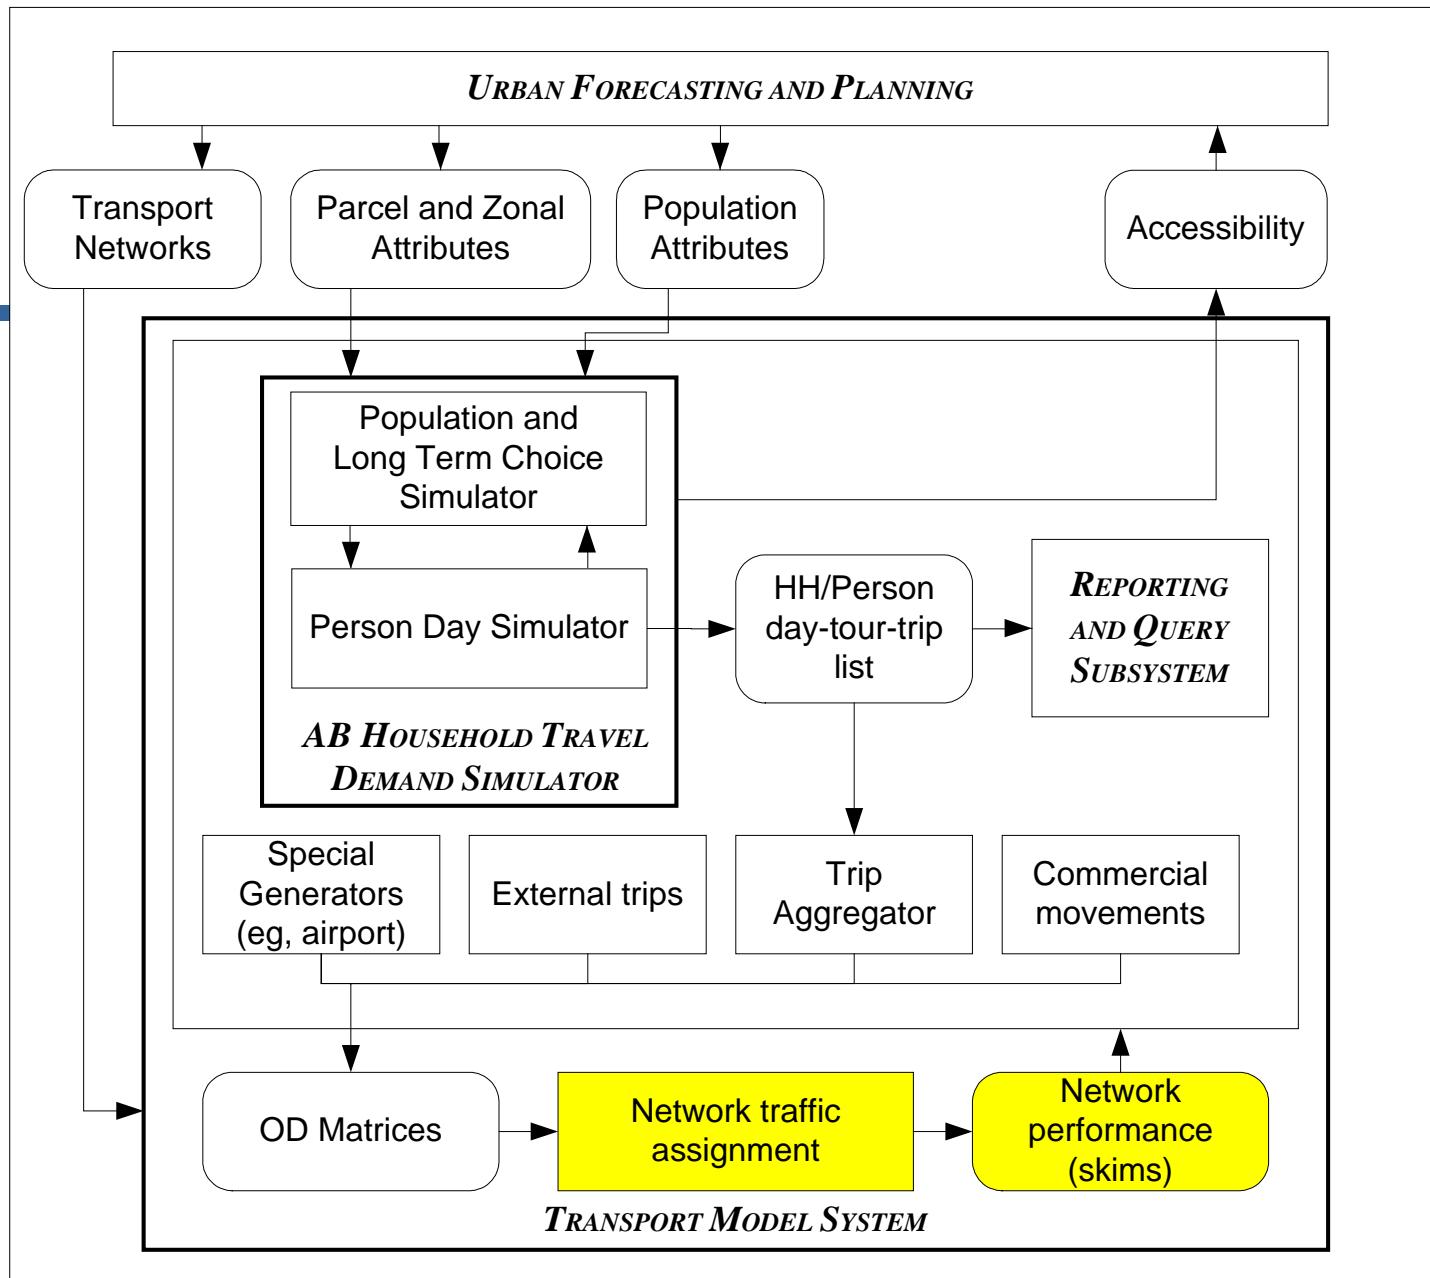 URBAN FORECASTING AND PLANNING
Transport
Networks
Parcel and Zonal
Attributes
Population
Attributes
Accessibility
Population and
Long Term Choice
Simulator
Person Day Simulator
AB HOUSEHOLD TRAVEL
DEMAND SIMULATOR
HH/Person
day-tour-trip
list
REPORTING
AND QUERY
SUBSYSTEM
Special
Generators
(eg, airport)
External trips
Trip
Aggregator
Commercial
movements
OD Matrices
Network traffic
assignment
Network
performance
(skims)
TRANSPORT MODEL SYSTEM